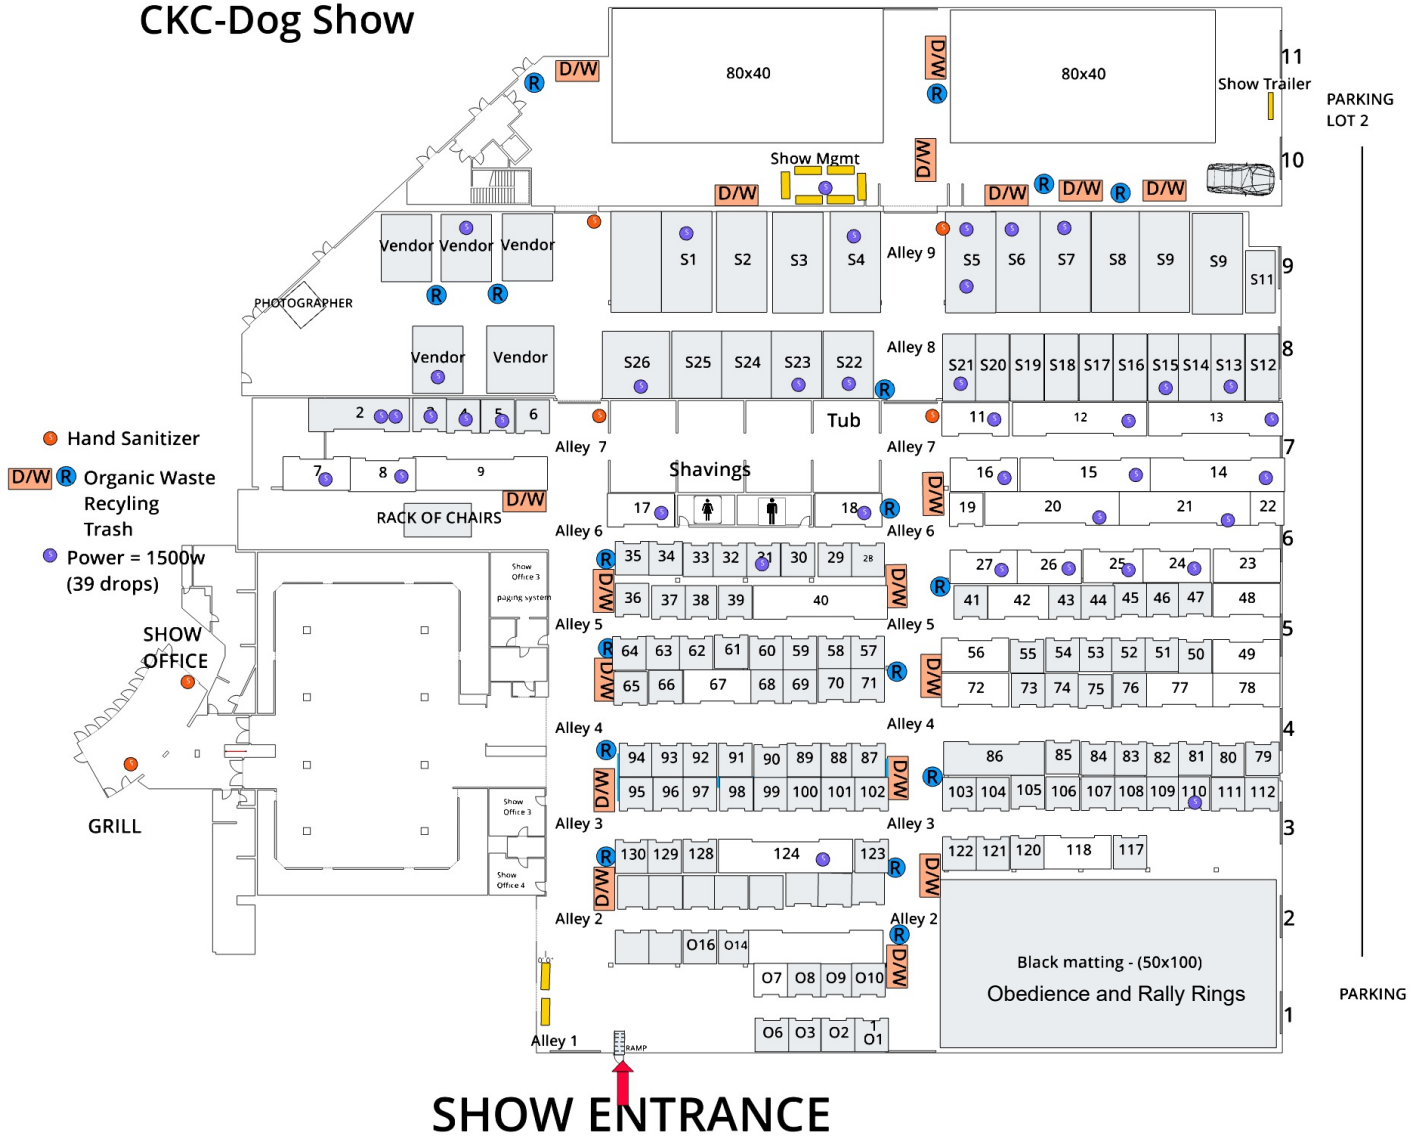 CKC-Dog Show
D/W
R
80x40
D/W
R
80x40
11
Show Trailer
PARKING
LOT 2
Show Mgmt
D/W
10
D/W
D/W
R
D/W
R
D/W
Vendor
Vendor
Vendor
S1
S2
S3
S4
Alley 9
S5
S6
S7
S8
S9
S9
S11
9
R
R
PHOTOGRAPHER
Vendor
Vendor
S26
S25
S24
S23
S22
Alley 8
R
S21
S20
S19
S18
S17
S16
S15
S14
S13
S12
8
2
3
4
5
6
Tub
11
12
13
Hand Sanitizer
Alley 7
Alley 7
7
7
8
9
Shavings
16
15
14
D/W
R
Organic Waste
Recyling
Trash
D/W
RACK OF CHAIRS
17
18
R
D/W
19
20
21
22
Alley 6
Alley 6
6
Power = 1500w
(39 drops)
R
35
34
33
32
31
30
29
28
27
26
25
24
23
Show
Office 3
paging system
D/W
36
37
38
39
40
D/W
R
41
42
43
44
45
46
47
48
Alley 5
Alley 5
5
SHOW
OFFICE
R
64
63
62
61
60
59
58
57
56
55
54
53
52
51
50
49
D/W
65
66
67
68
69
70
71
R
D/W
72
73
74
75
76
77
78
Alley 4
Alley 4
4
R
94
93
92
91
90
89
88
87
86
85
84
83
82
81
80
79
D/W
95
96
97
98
99
100
101
102
D/W
R
103
104
105
106
107
108
109
110
111
112
Show
Office 3
GRILL
Alley 3
Alley 3
3
R
130
129
128
124
123
R
122
121
120
118
117
Show
Office 4
D/W
D/W
Alley 2
Alley 2
2
R
O16
O14
D/W
O7
O8
O9
O10
Black matting - (50x100)
Obedience and Rally Rings
PARKING
1
O6
O3
O2
1
O1
Alley 1
RAMP
SHOW ENTRANCE